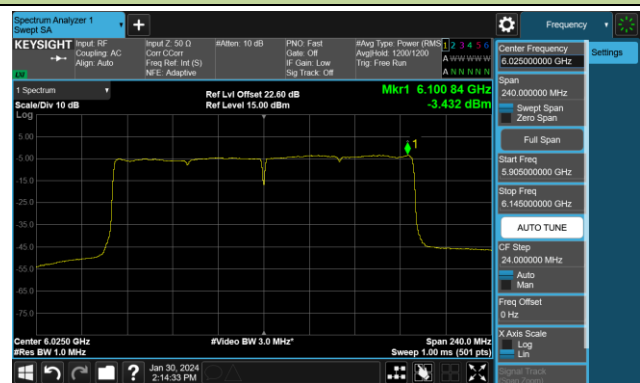 Spectrum Analyzer 1
Swept SA
Frequency
KEYSIGHT
Input: RF
Coupling: AC
Align: Auto
Input Z: 50 Ω
Corr CCorr
Freq Ref: Int (S)
NFE: Adaptive
#Atten: 10 dB
PNO: Fast
Gate: Off
IF Gain: Low
Sig Track: Off
#Avg Type: Power (RMS
Avg|Hold: 1200/1200
Trig: Free Run
1 2 3 4 5 6
A W W W W W
A N N N N N
LVI
1 Spectrum
Scale/Div 10 dB
Log
Ref Lvl Offset 22.60 dB
Ref Level 15.00 dBm
Mkr1 6.100 84 GHz
-3.432 dBm
5.00
-5.00
-15.0
-25.0
-35.0
-45.0
-55.0
-65.0
-75.0
1
Center 6.0250 GHz
#Res BW 1.0 MHz
#Video BW 3.0 MHz*
Span 240.0 MHz
Sweep 1.00 ms (501 pts)
Jan 30, 2024
2:14:33 PM
Center Frequency
6.025000000 GHz
Settings
Span
240.000000 MHz
Swept Span
Zero Span
Full Span
Start Freq
5.905000000 GHz
Stop Freq
6.145000000 GHz
AUTO TUNE
CF Step
24.000000 MHz
Auto
Man
Freq Offset
0 Hz
X Axis Scale
Log
Lin
Signal Track